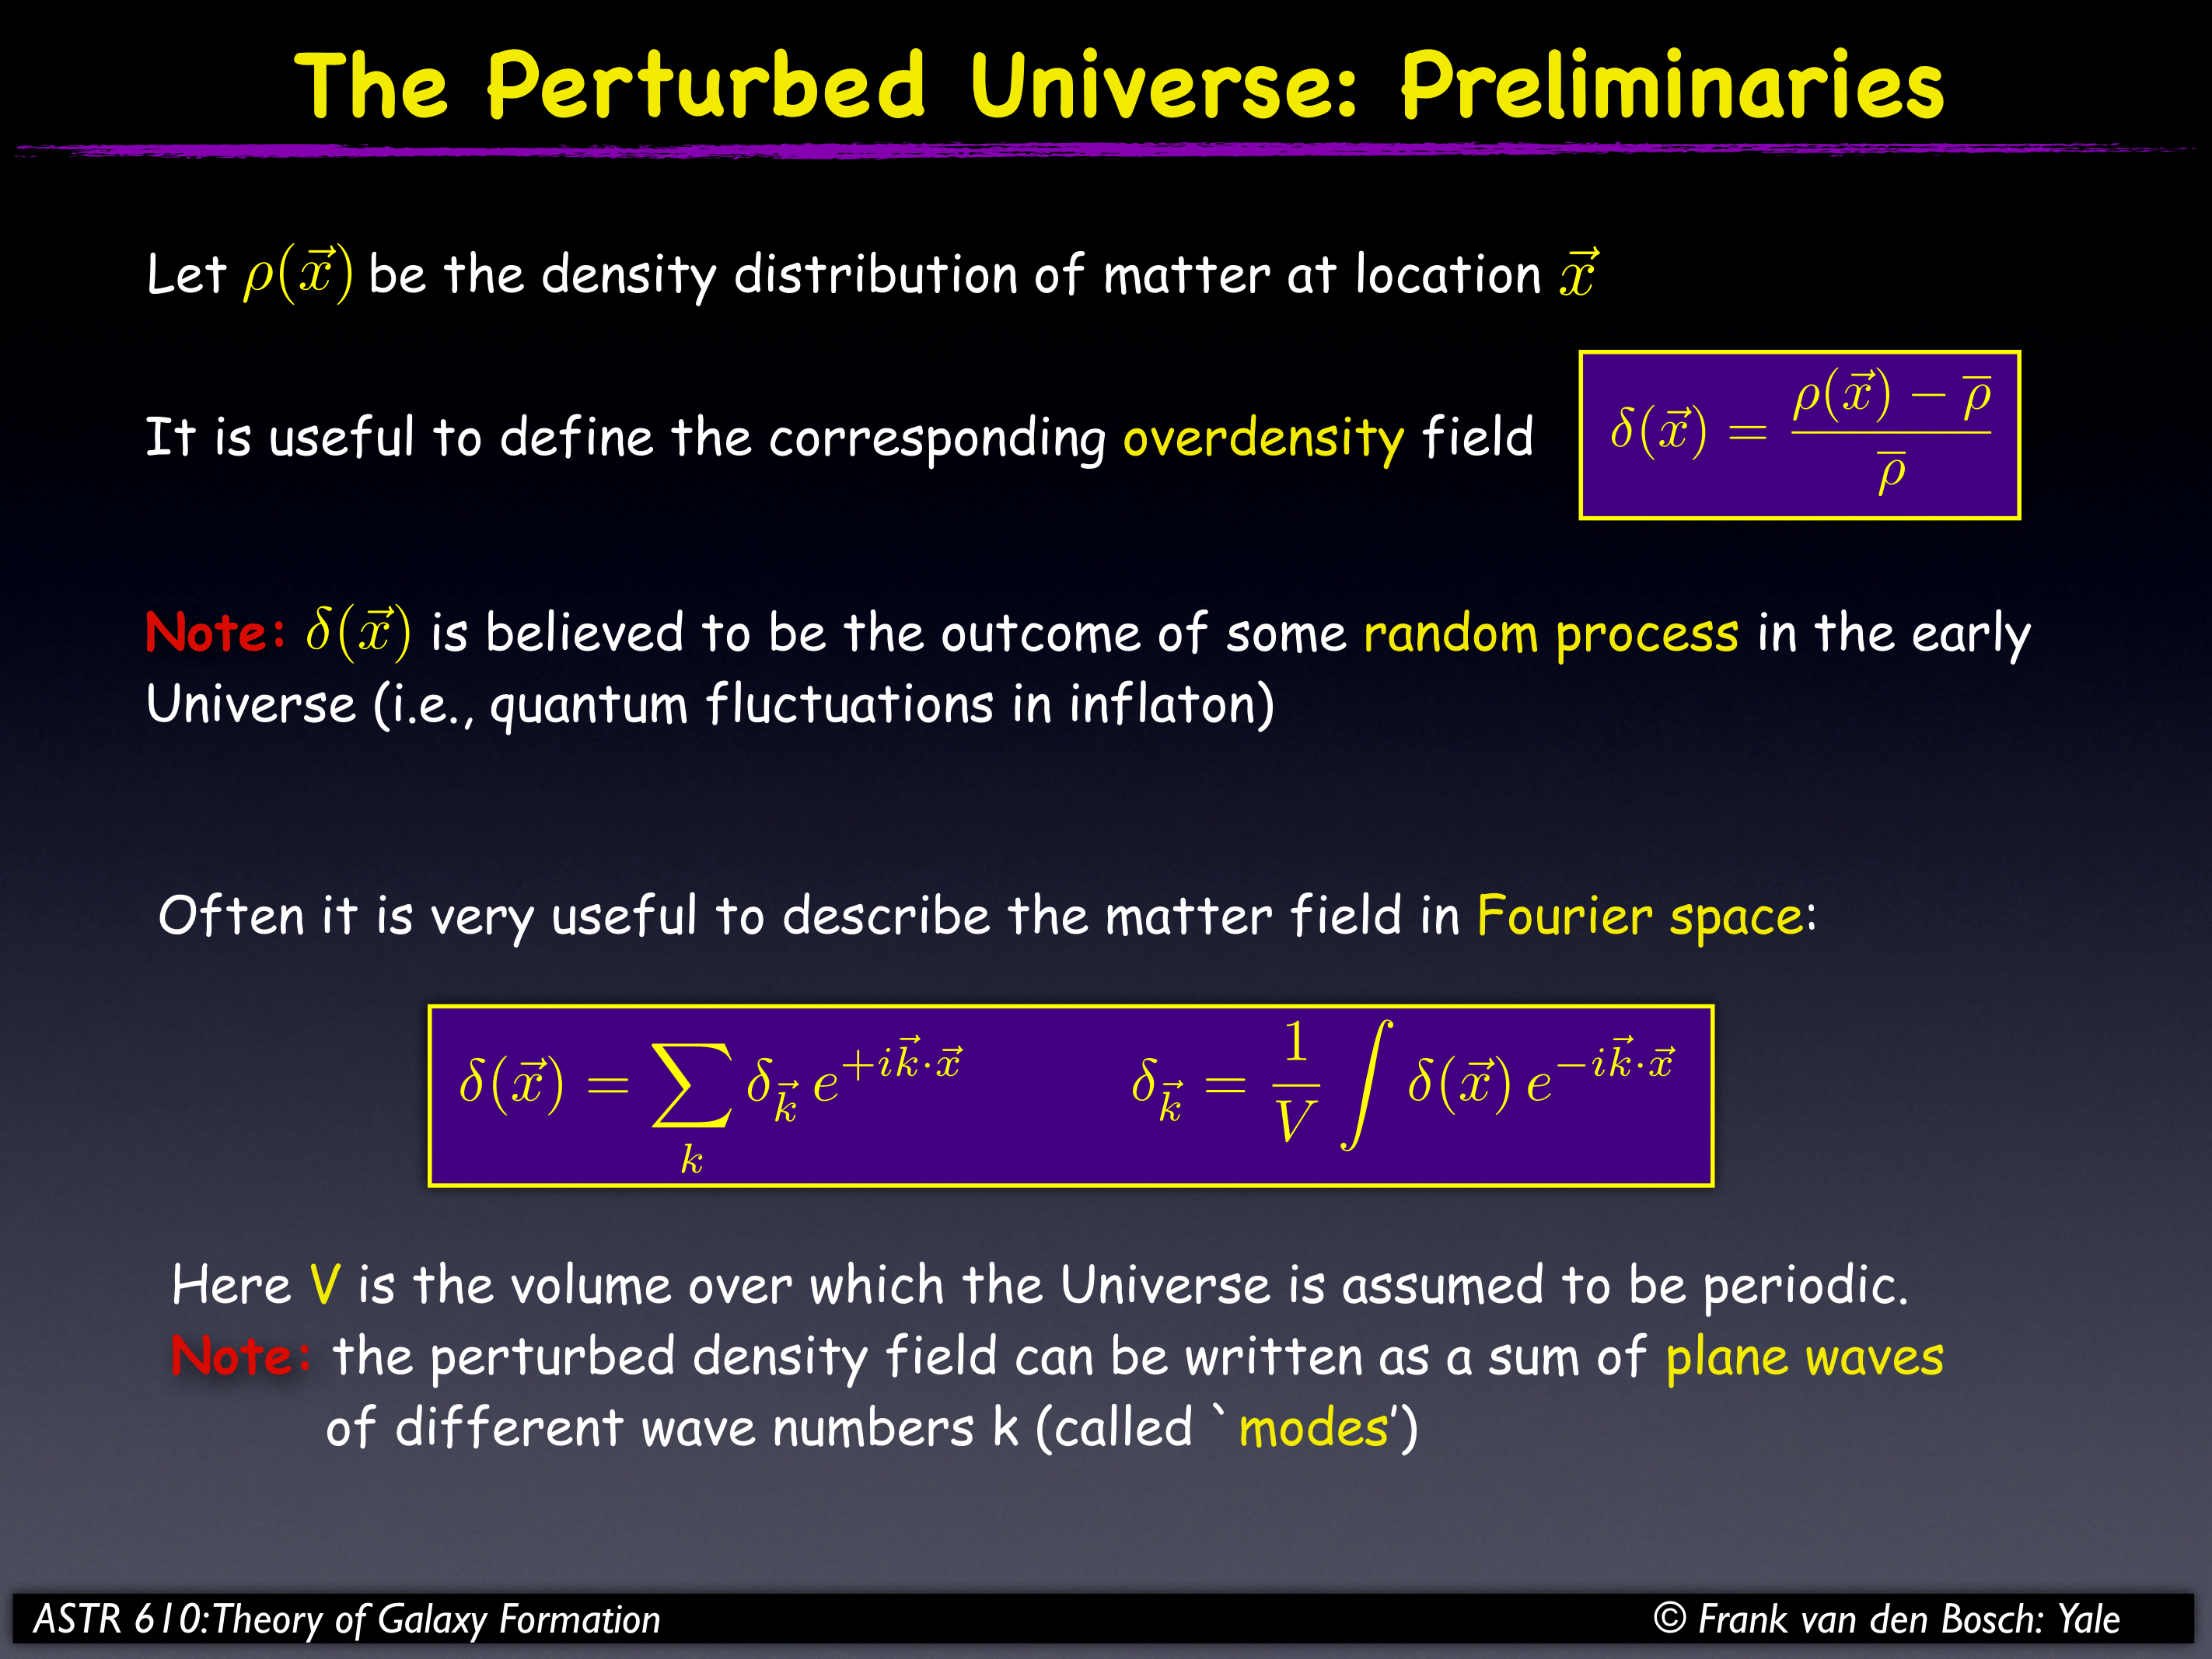 The Perturbed Universe: Preliminaries
Let $\rho(\vec{x})$ be the density distribution of matter at location $\vec{x}$
It is useful to define the corresponding overdensity field $\delta(\vec{x}) = \frac{\rho(\vec{x}) - \overline{\rho}}{\overline{\rho}}$
Note: $\delta(\vec{x})$ is believed to be the outcome of some random process in the early
Universe (i.e., quantum fluctuations in inflaton)
Often it is very useful to describe the matter field in Fourier space:
$\delta(\vec{x}) = \sum_{k} \delta_{\vec{k}} \, e^{+i\vec{k}\cdot\vec{x}}$ $\delta_{\vec{k}} = \frac{1}{V} \int \delta(\vec{x}) \, e^{-i\vec{k}\cdot\vec{x}}$
Here V is the volume over which the Universe is assumed to be periodic.
Note: the perturbed density field can be written as a sum of plane waves
of different wave numbers k (called `modes')
ASTR 610:Theory of Galaxy Formation © Frank van den Bosch: Yale